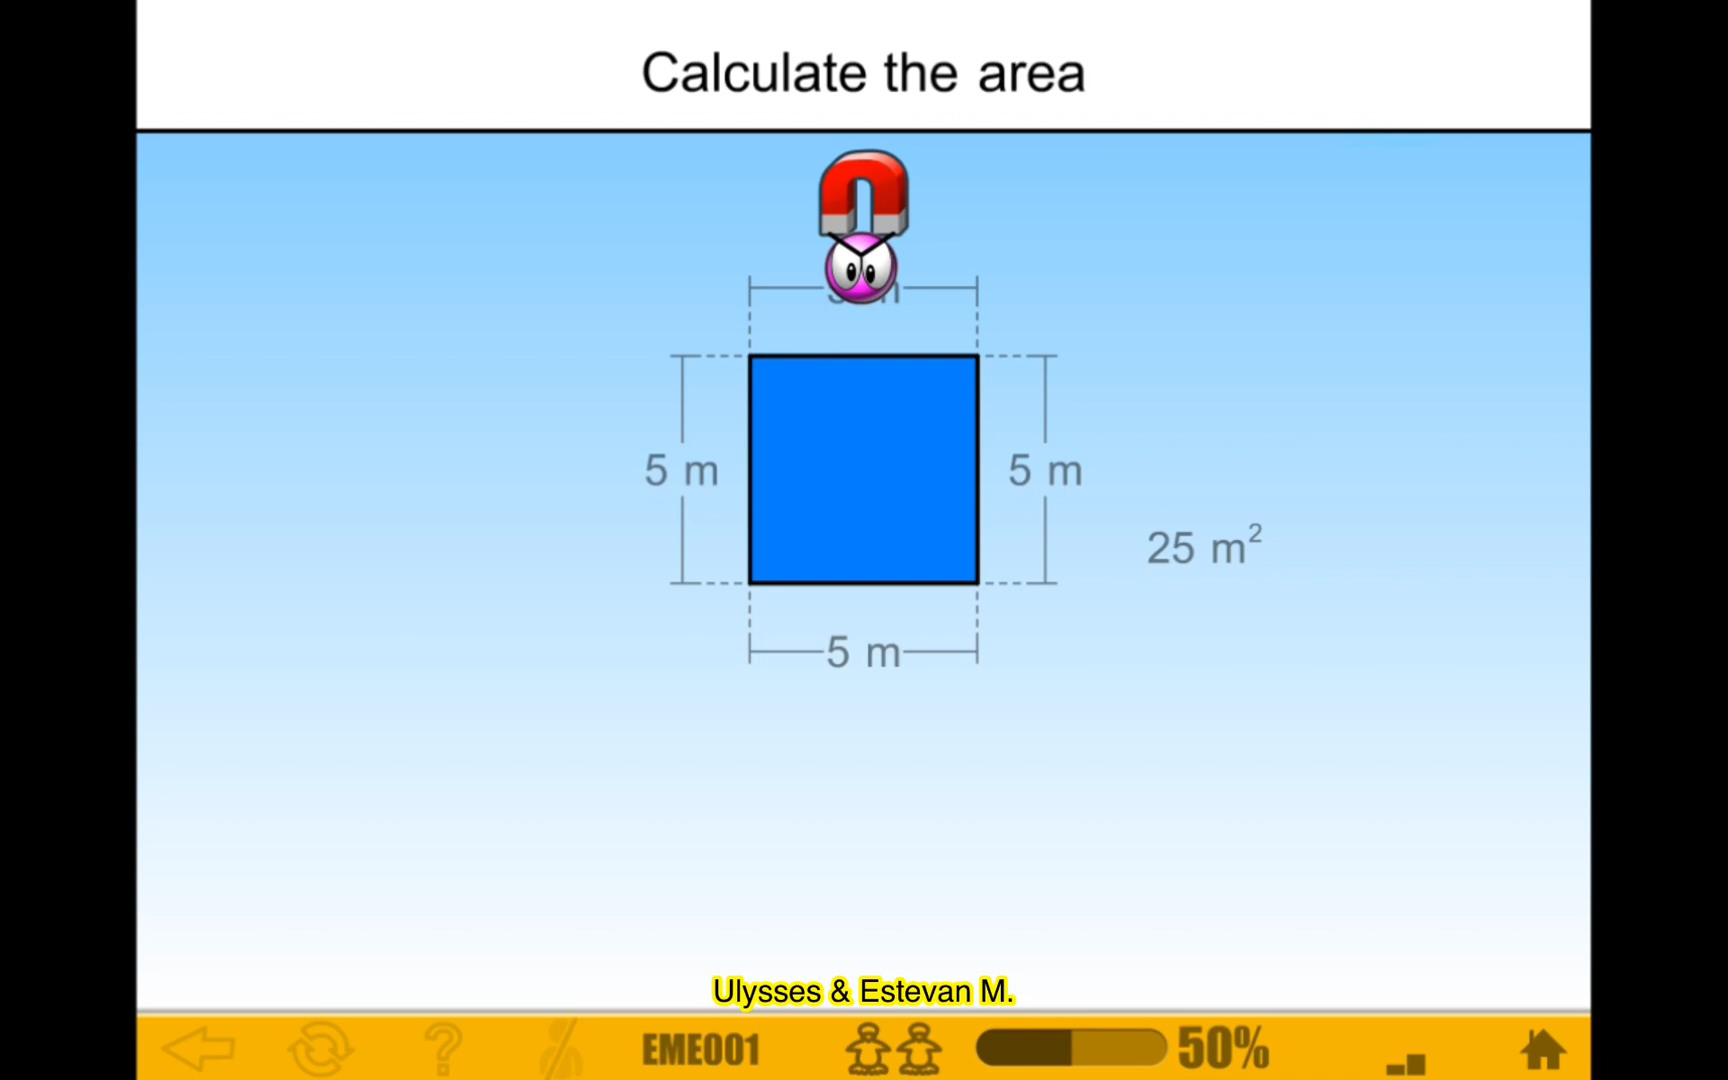 Calculate the area
5 m 5 m
25 m²
5 m
Ulysses & Estevan M.
EME001 50%